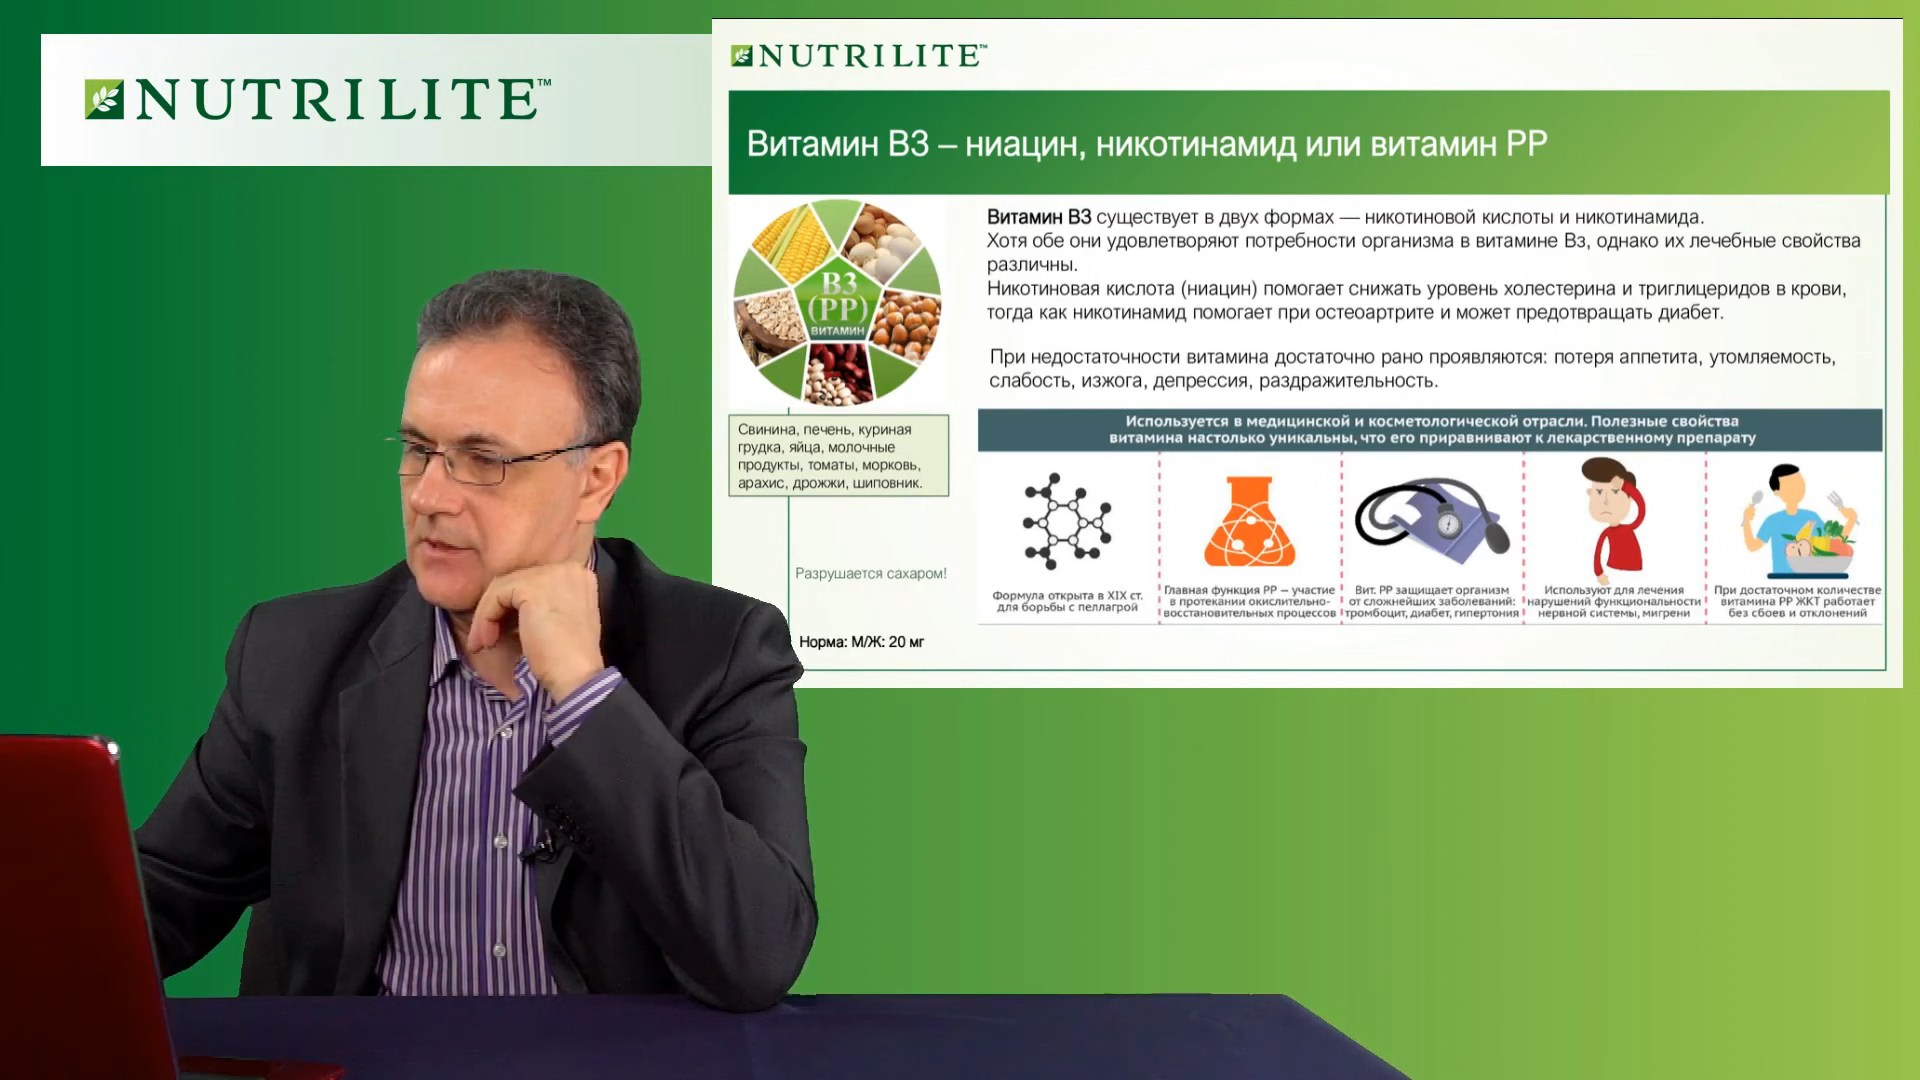 NUTRILITE™
NUTRILITE™
Витамин В3 – ниацин, никотинамид или витамин РР
B3
(PP)
ВИТАМИН
Свинина, печень, куриная
грудка, яйца, молочные
продукты, томаты, морковь,
арахис, дрожжи, шиповник.
Разрушается сахаром!
Норма: М/Ж: 20 мг
Витамин В3 существует в двух формах — никотиновой кислоты и никотинамида.
Хотя обе они удовлетворяют потребности организма в витамине Вз, однако их лечебные свойства
различны.
Никотиновая кислота (ниацин) помогает снижать уровень холестерина и триглицеридов в крови,
тогда как никотинамид помогает при остеоартрите и может предотвращать диабет.
При недостаточности витамина достаточно рано проявляются: потеря аппетита, утомляемость,
слабость, изжога, депрессия, раздражительность.
Используется в медицинской и косметологической отрасли. Полезные свойства
витамина настолько уникальны, что его приравнивают к лекарственному препарату
Формула открыта в XIX ст.
для борьбы с пеллагрой
Главная функция РР – участие
в протекании окислительно-
восстановительных процессов
Вит. РР защищает организм
от сложнейших заболеваний:
тромбоцит, диабет, гипертония
Используют для лечения
нарушений функциональности
нервной системы, мигрени
При достаточном количестве
витамина РР ЖКТ работает
без сбоев и отклонений